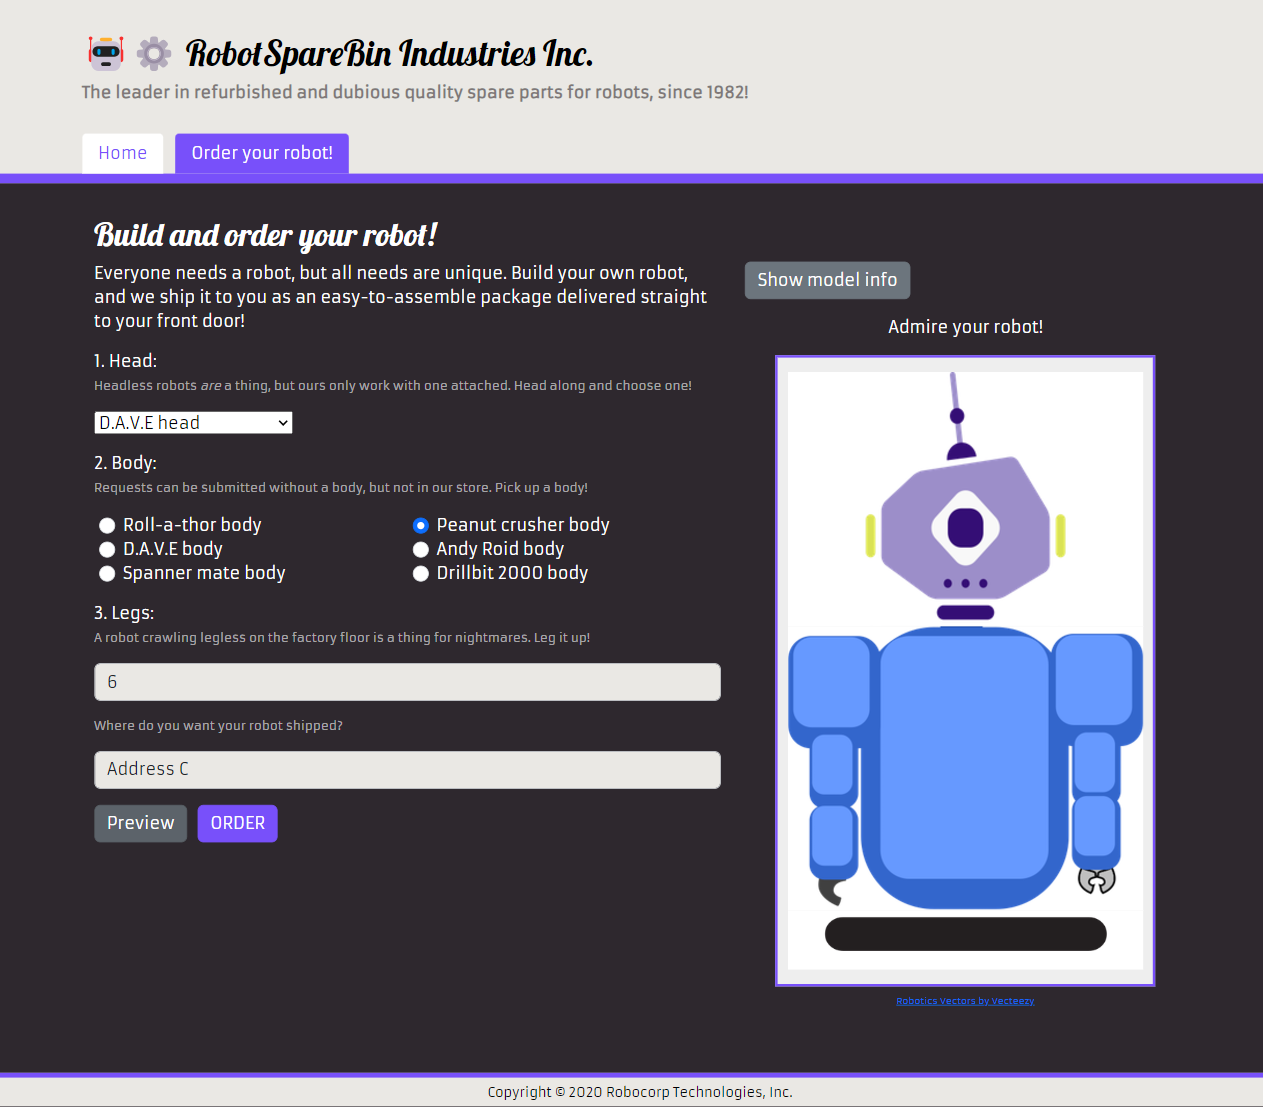 RobotSpareBin Industries Inc.
The leader in refurbished and dubious quality spare parts for robots, since 1982!
Home
Order your robot!
Build and order your robot!
Everyone needs a robot, but all needs are unique. Build your own robot,
and we ship it to you as an easy-to-assemble package delivered straight
to your front door!
1. Head:
Headless robots are a thing, but ours only work with one attached. Head along and choose one!
D.A.V.E head
2. Body:
Requests can be submitted without a body, but not in our store. Pick up a body!
Roll-a-thor body
Peanut crusher body
D.A.V.E body
Andy Roid body
Spanner mate body
Drillbit 2000 body
3. Legs:
A robot crawling legless on the factory floor is a thing for nightmares. Leg it up!
6
Where do you want your robot shipped?
Address C
Preview
ORDER
Show model info
Admire your robot!
Robotics Vectors by Vecteezy
Copyright © 2020 Robocorp Technologies, Inc.